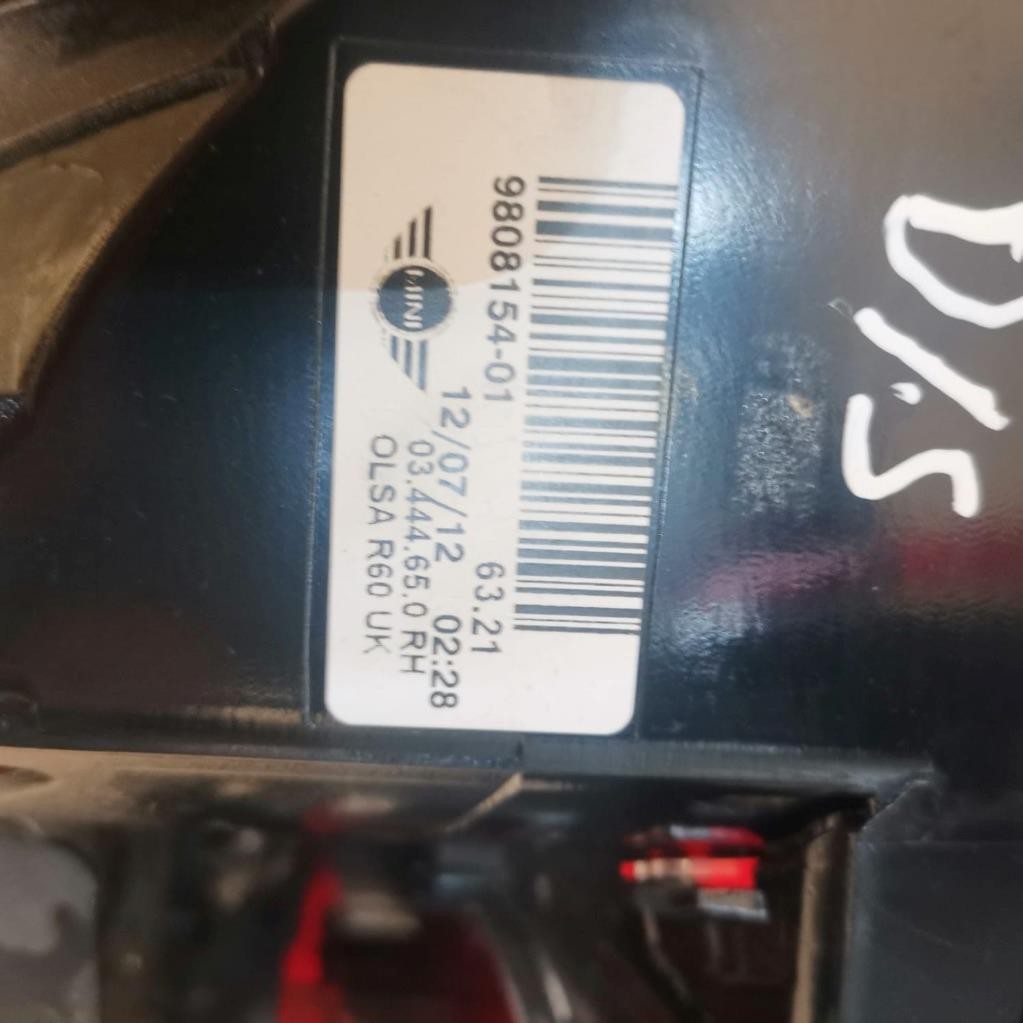 9808154-01 63.21
MINI
12/07/12 02:28
03.444.65.0 RH
OLSA R60 UK
D/S